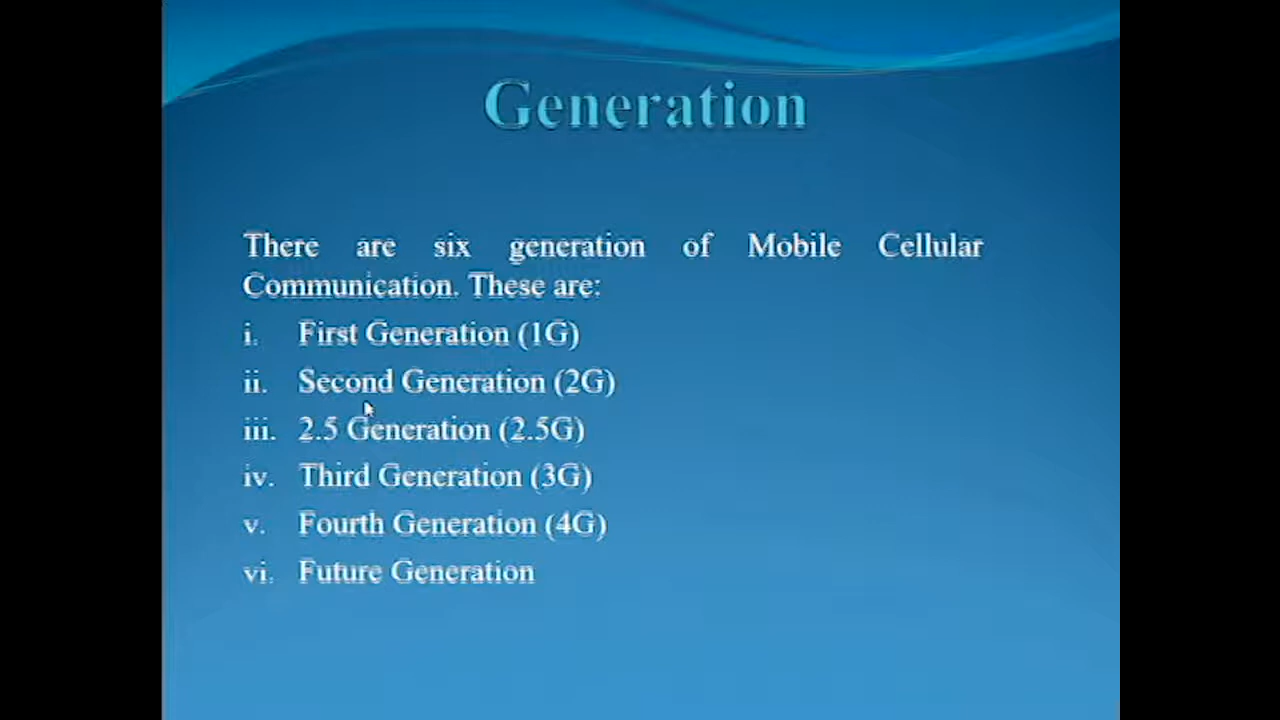 Generation
There are six generation of Mobile Cellular
Communication. These are:
i. First Generation (1G)
ii. Second Generation (2G)
iii. 2.5 Generation (2.5G)
iv. Third Generation (3G)
v. Fourth Generation (4G)
vi. Future Generation